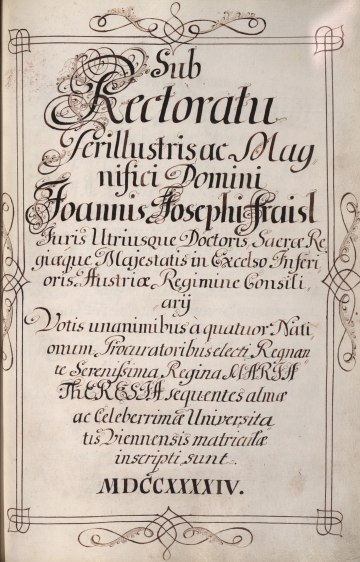 Sub
Rectoratu
Perillustris ac Mag
nifici Domini
Joannis Josephi Fraisl
Juris Utriusque Doctoris, Sacræ Re
giæque Majestatis in Excelso Inferi
oris Austriæ Regimine Consili
arij
Votis unanimibus à quatuor Nati
onum Procuratoribus electi Regnan
te Serenissima Regina MARIA
THERESIA sequentes almæ
ac Celeberrimæ Universita
tis Viennensis matriculæ
inscripti sunt
MDCCXXXXIV.